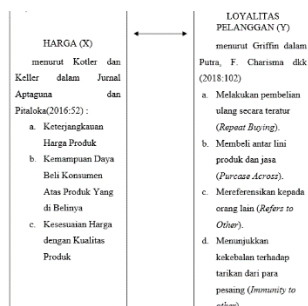 HARGA (X)
menurut Kotler dan
Keller dalam Jurnal
Aptaguna dan
Pitaloka(2016:52) :
a. Keterjangkauan
Harga Produk
b. Kemampuan Daya
Beli Konsumen
Atas Produk Yang
di Belinya
c. Kesesuaian Harga
dengan Kualitas
Produk
LOYALITAS
PELANGGAN (Y)
menurut Griffin dalam
Putra, F. Charisma dkk
(2018:102)
a. Melakukan pembelian
ulang secara teratur
(Repeat Buying).
b. Membeli antar lini
produk dan jasa
(Purcase Across).
c. Mereferensikan kepada
orang lain (Refers to
Other).
d. Menunjukkan
kekebalan terhadap
tarikan dari para
pesaing (Immunity to
other)